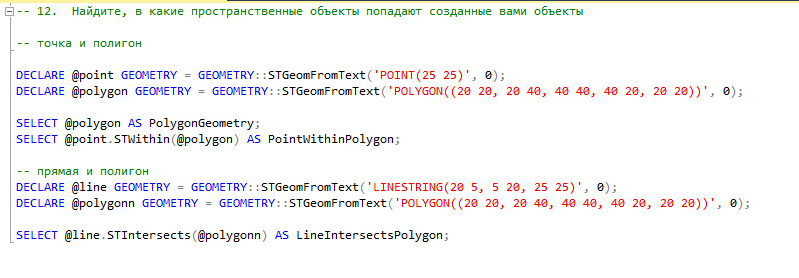 -- 12. Найдите, в какие пространственные объекты попадают созданные вами объекты
-- точка и полигон
DECLARE @point GEOMETRY = GEOMETRY::STGeomFromText('POINT(25 25)', 0);
DECLARE @polygon GEOMETRY = GEOMETRY::STGeomFromText('POLYGON((20 20, 20 40, 40 40, 40 20, 20 20))', 0);
SELECT @polygon AS PolygonGeometry;
SELECT @point.STWithin(@polygon) AS PointWithinPolygon;
-- прямая и полигон
DECLARE @line GEOMETRY = GEOMETRY::STGeomFromText('LINESTRING(20 5, 5 20, 25 25)', 0);
DECLARE @polygonn GEOMETRY = GEOMETRY::STGeomFromText('POLYGON((20 20, 20 40, 40 40, 40 20, 20 20))', 0);
SELECT @line.STIntersects(@polygonn) AS LineIntersectsPolygon;